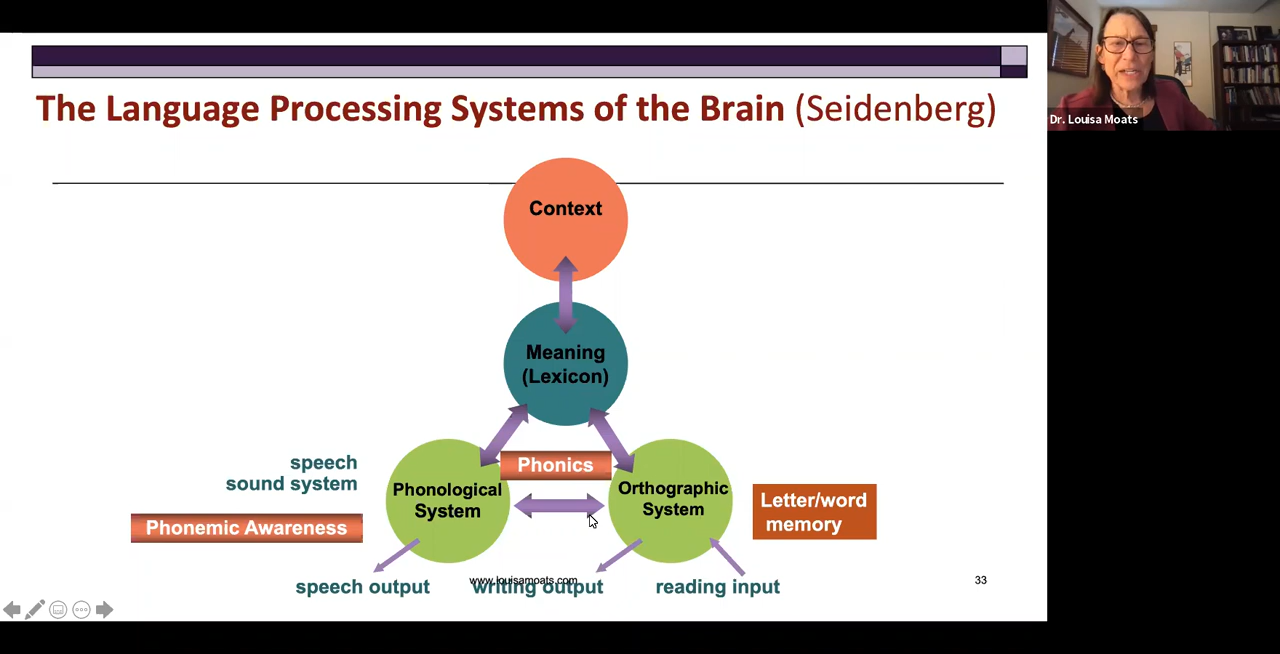 The Language Processing Systems of the Brain (Seidenberg)
Dr. Louisa Moats
Context
Meaning
(Lexicon)
speech
sound system
Phonemic Awareness
Phonological
System
Phonics
Orthographic
System
Letter/word
memory
speech output
writing output
www.louisamoats.com
reading input
33